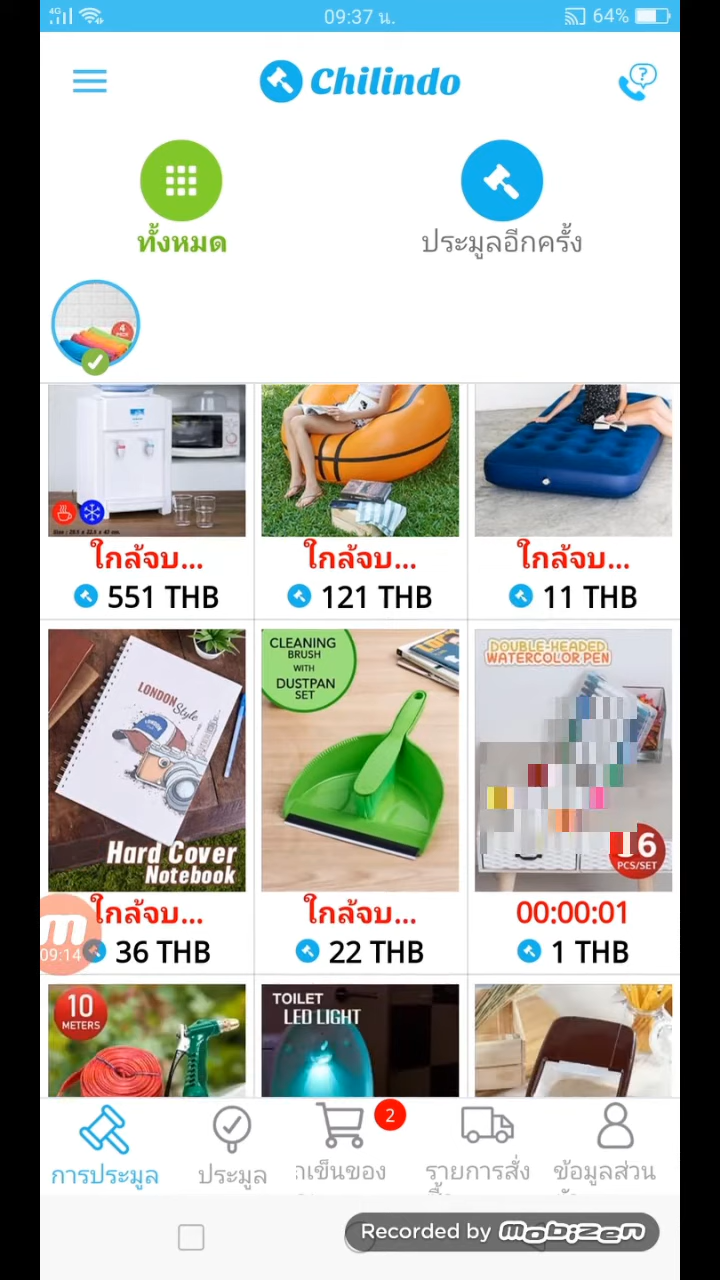 4G
09:37 น.
64%
Chilindo
ทั้งหมด
ประมูลอีกครั้ง
4
ใกล้จบ...
ใกล้จบ...
ใกล้จบ...
551 THB
121 THB
11 THB
LONDON
Style
Hard Cover
Notebook
CLEANING
BRUSH
WITH
DUSTPAN
SET
DOUBLE-HEADED
WATERCOLOR PEN
16
PCS/SET
ใกล้จบ...
ใกล้จบ...
00:00:01
09:14
36 THB
22 THB
1 THB
10
METERS
TOILET
LED LIGHT
2
การประมูล
ประมูล
รายการสั่ง
ข้อมูลส่วน
Recorded by mobizen